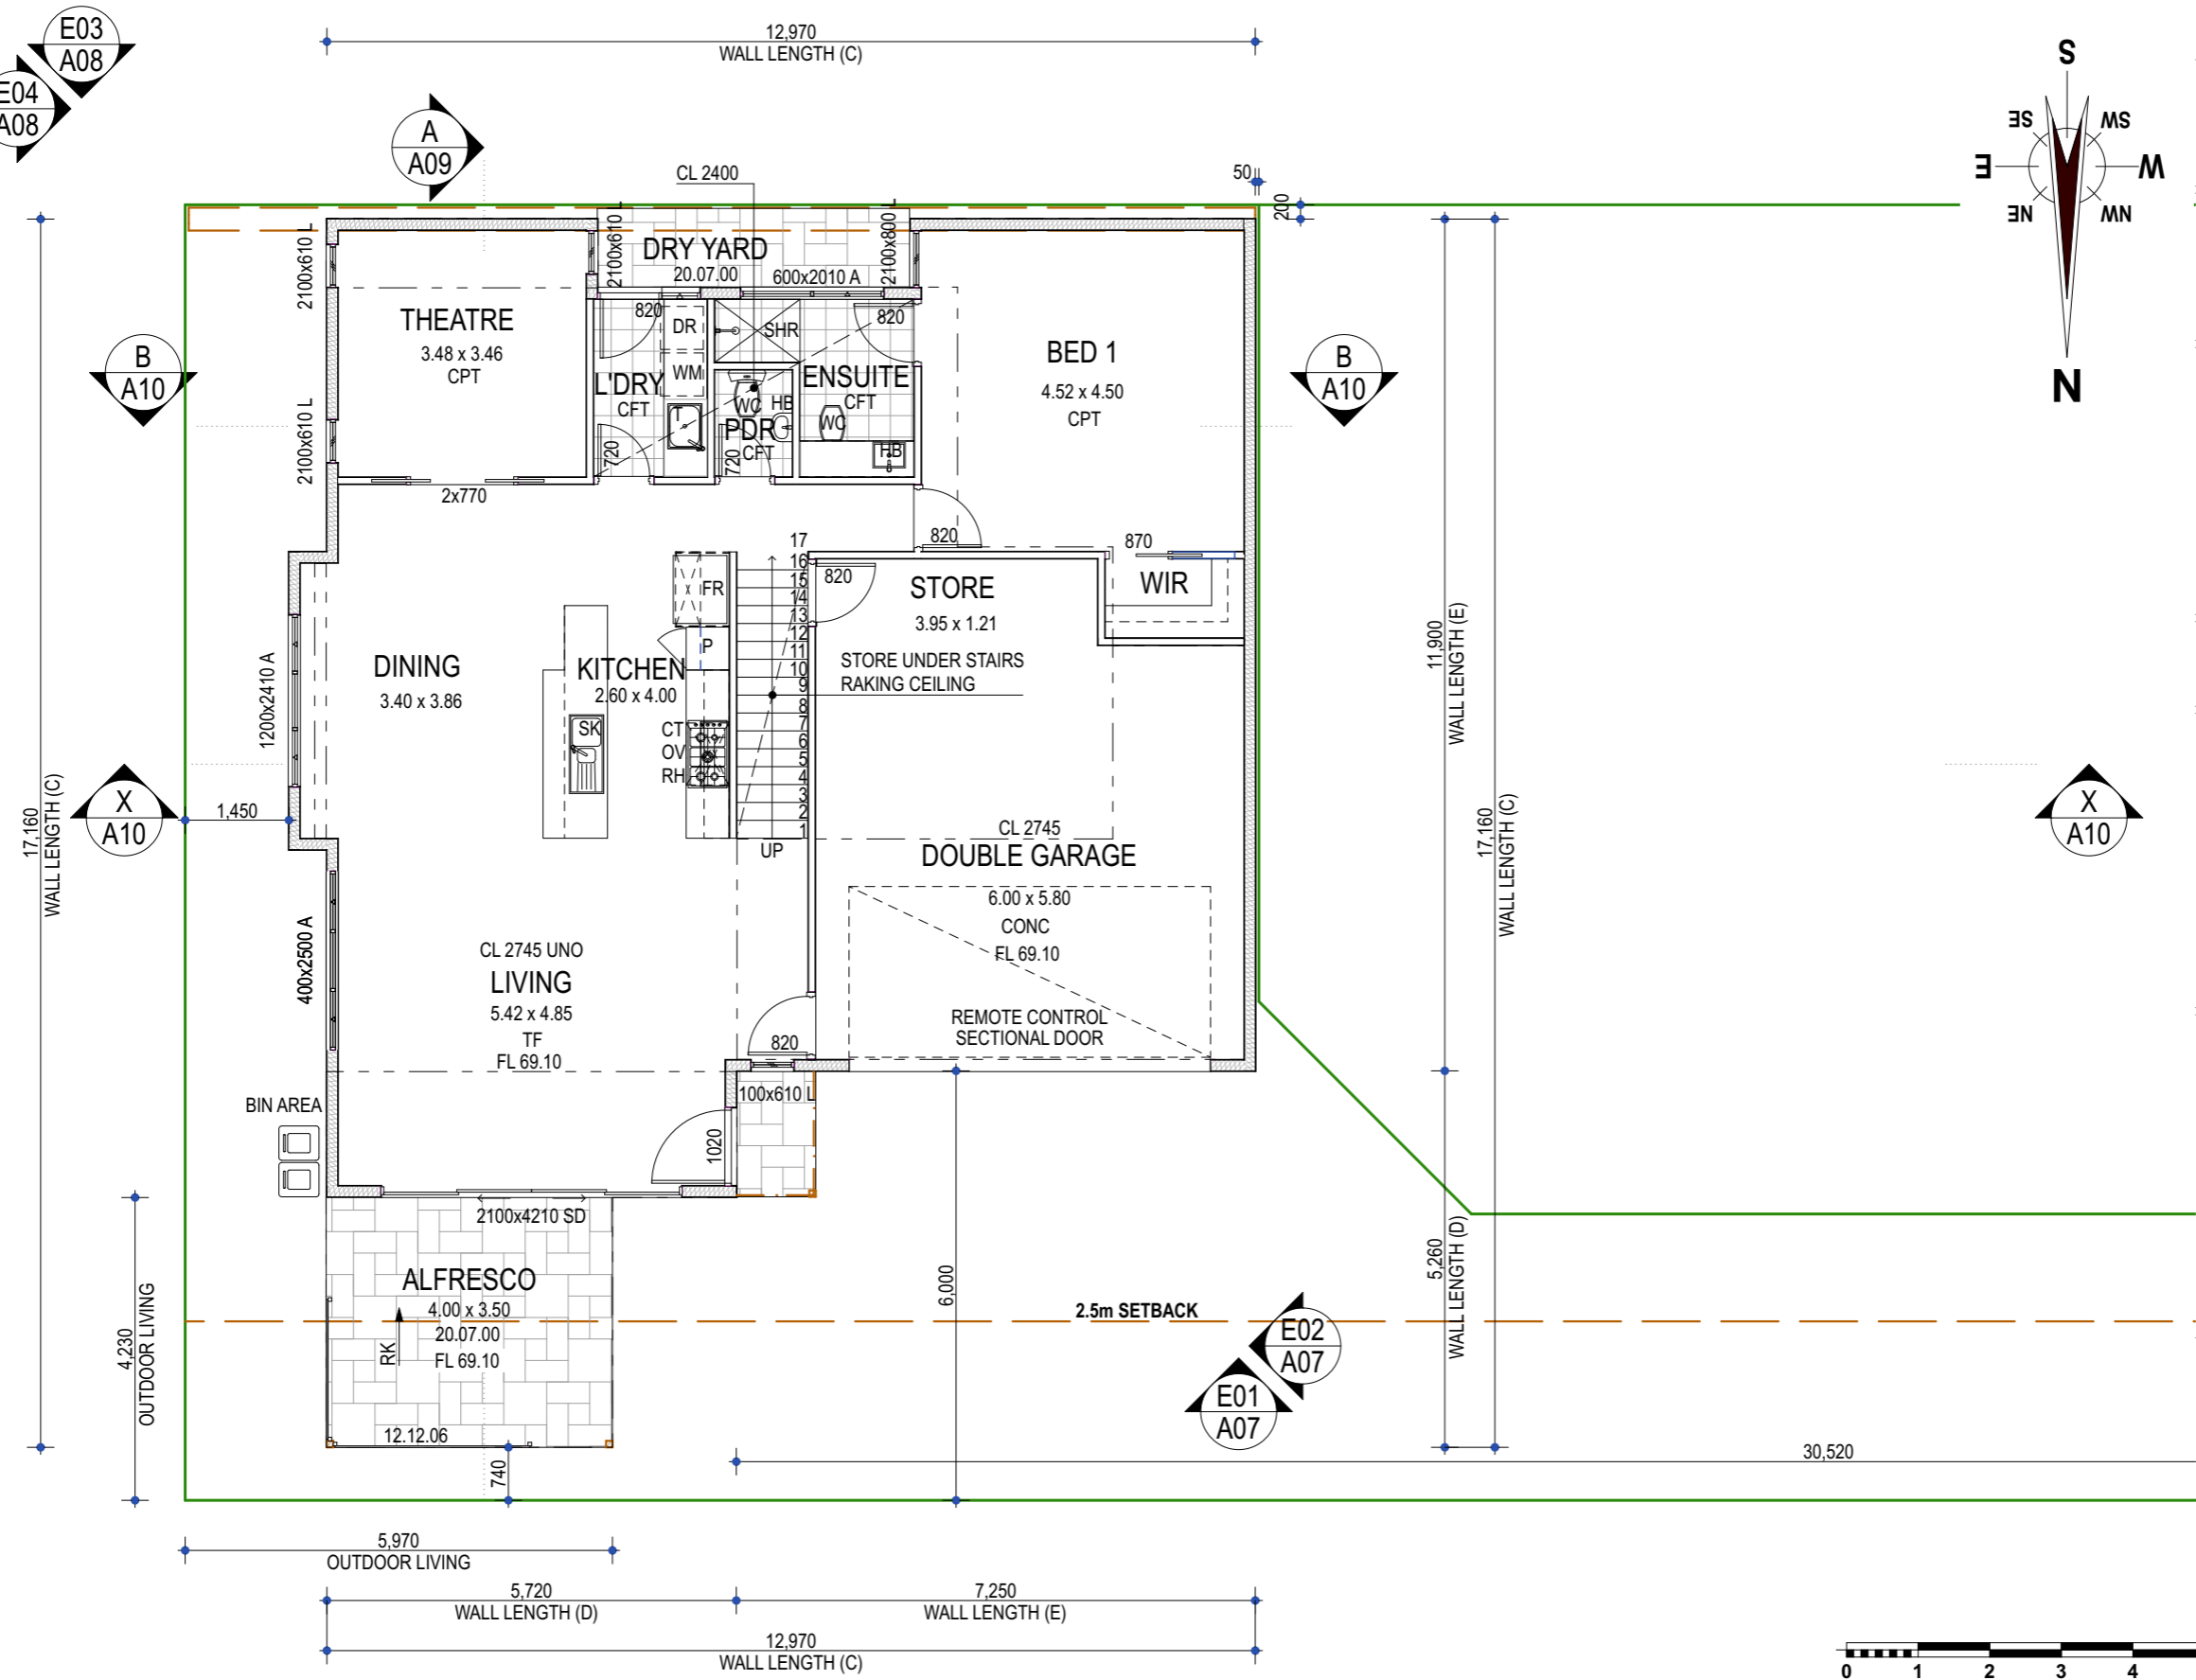 E03
A08
E04
A08
12,970
WALL LENGTH (C)
S
SE
SW
E
W
NE
NW
N
A
A09
CL 2400
50
200
2100x610 L
2100x610 L
DRY YARD
20.07.00
600x2010 A
2100x800 L
THEATRE
3.48 x 3.46
CPT
820
DR
SHR
820
BED 1
4.52 x 4.50
CPT
B
A10
B
A10
WM
L'DRY
CFT
ENSUITE
CFT
WC
HB
WC
T
PDR
CFT
HB
720
720
2100x610 L
2x770
820
870
17
16
15
14
13
12
11
10
9
8
7
6
5
4
3
2
1
UP
820
FR
P
STORE
3.95 x 1.21
WIR
STORE UNDER STAIRS
RAKING CEILING
DINING
3.40 x 3.86
KITCHEN
2.60 x 4.00
SK
CT
OV
RH
1200x2410 A
11,900
WALL LENGTH (E)
17,160
WALL LENGTH (C)
17,160
WALL LENGTH (C)
X
A10
1,450
X
A10
CL 2745
DOUBLE GARAGE
6.00 x 5.80
CONC
FL 69.10
REMOTE CONTROL
SECTIONAL DOOR
400x2500 A
CL 2745 UNO
LIVING
5.42 x 4.85
TF
FL 69.10
820
100x610 L
BIN AREA
1020
2100x4210 SD
ALFRESCO
4.00 x 3.50
20.07.00
FL 69.10
RK
12.12.06
4,230
OUTDOOR LIVING
740
6,000
2.5m SETBACK
5,260
WALL LENGTH (D)
E02
A07
E01
A07
30,520
5,970
OUTDOOR LIVING
5,720
WALL LENGTH (D)
7,250
WALL LENGTH (E)
12,970
WALL LENGTH (C)
0 1 2 3 4